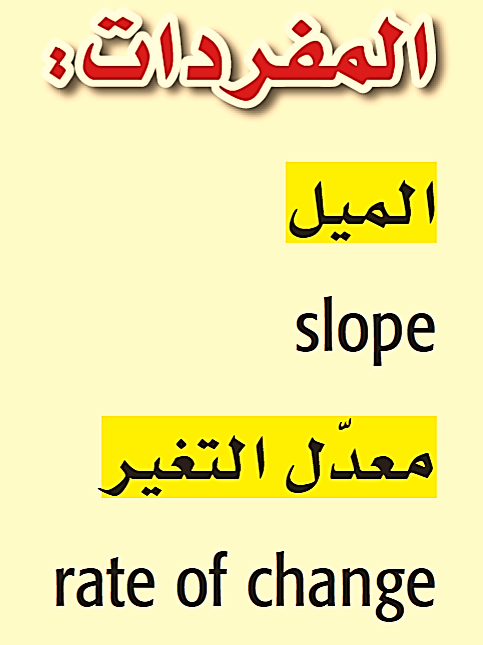 المفردات:
الميل
slope
معدّل التغير
rate of change